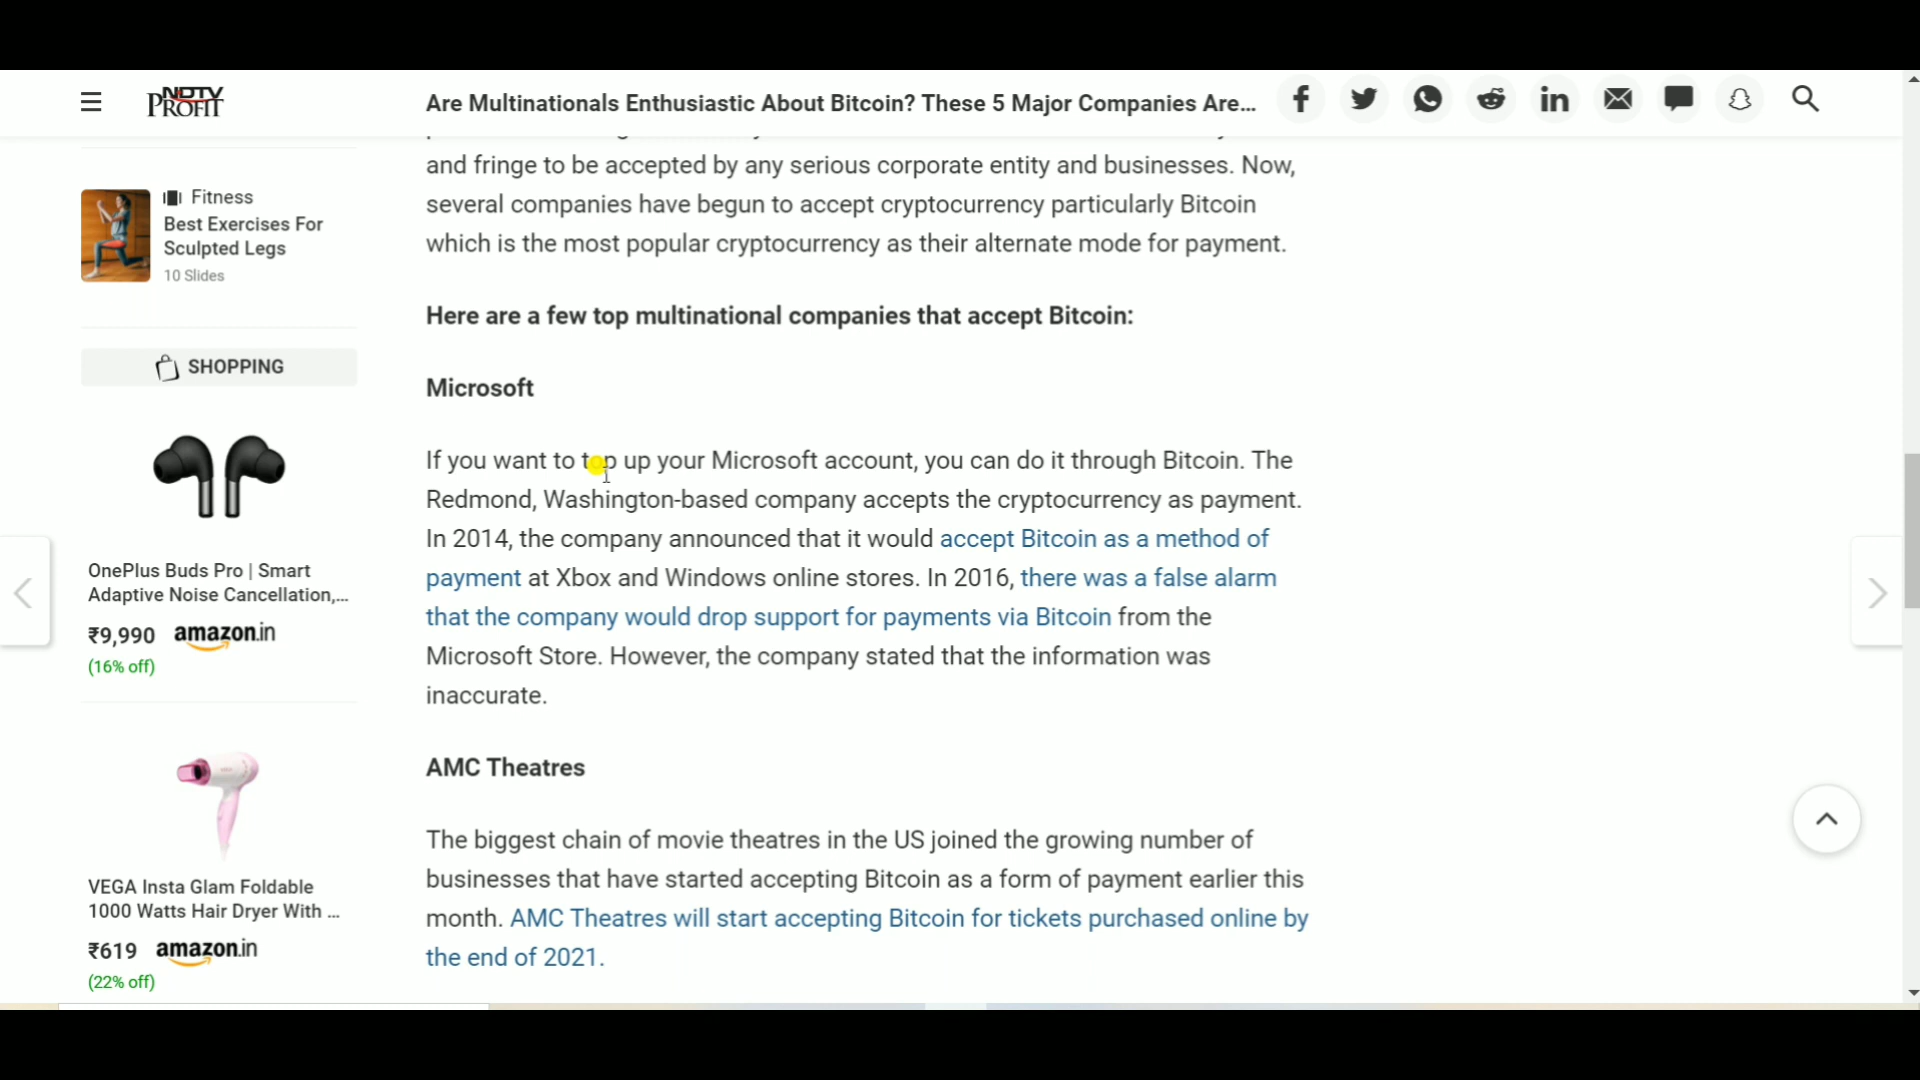 NDTV
PROFIT
Are Multinationals Enthusiastic About Bitcoin? These 5 Major Companies Are...
Fitness
Best Exercises For
Sculpted Legs
10 Slides
SHOPPING
OnePlus Buds Pro | Smart
Adaptive Noise Cancellation,...
₹9,990 amazon.in
(16% off)
VEGA Insta Glam Foldable
1000 Watts Hair Dryer With ...
₹619 amazon.in
(22% off)
and fringe to be accepted by any serious corporate entity and businesses. Now,
several companies have begun to accept cryptocurrency particularly Bitcoin
which is the most popular cryptocurrency as their alternate mode for payment.
Here are a few top multinational companies that accept Bitcoin:
Microsoft
If you want to top up your Microsoft account, you can do it through Bitcoin. The
Redmond, Washington-based company accepts the cryptocurrency as payment.
In 2014, the company announced that it would accept Bitcoin as a method of
payment at Xbox and Windows online stores. In 2016, there was a false alarm
that the company would drop support for payments via Bitcoin from the
Microsoft Store. However, the company stated that the information was
inaccurate.
AMC Theatres
The biggest chain of movie theatres in the US joined the growing number of
businesses that have started accepting Bitcoin as a form of payment earlier this
month. AMC Theatres will start accepting Bitcoin for tickets purchased online by
the end of 2021.